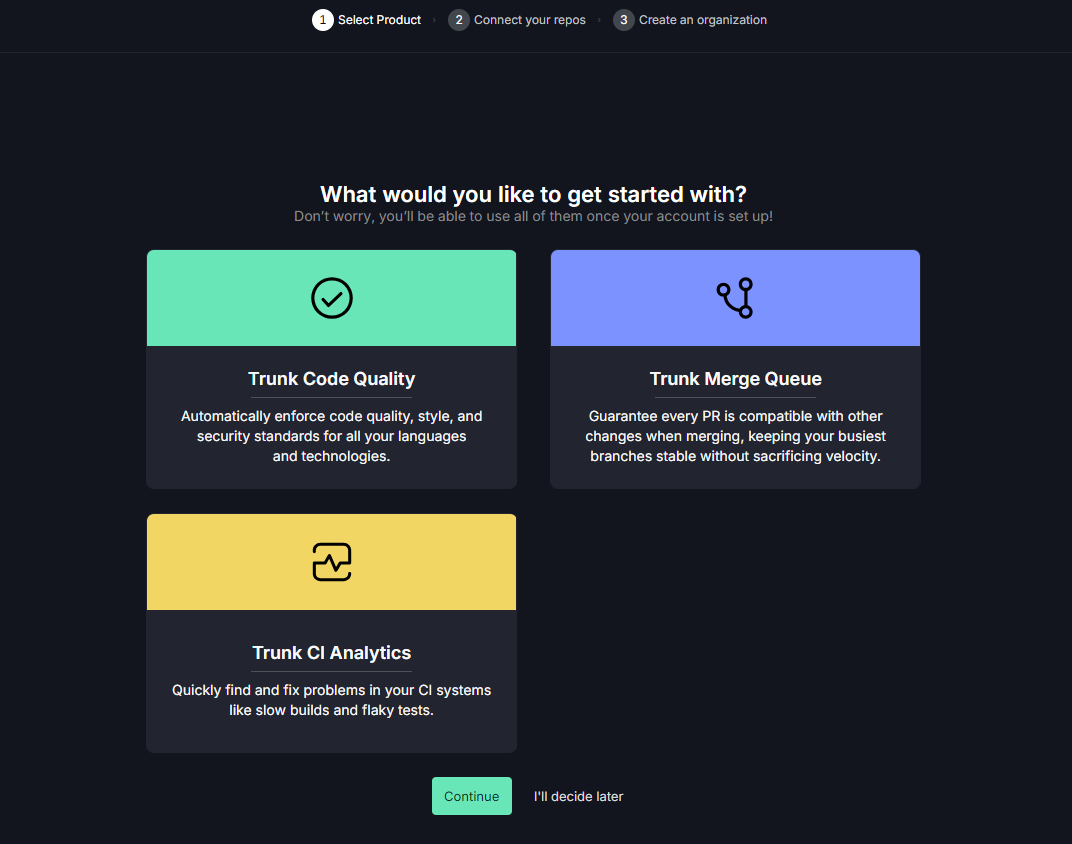 1 Select Product 2 Connect your repos 3 Create an organization
What would you like to get started with?
Don't worry, you'll be able to use all of them once your account is set up!
Trunk Code Quality
Automatically enforce code quality, style, and
security standards for all your languages
and technologies.
Trunk Merge Queue
Guarantee every PR is compatible with other
changes when merging, keeping your busiest
branches stable without sacrificing velocity.
Trunk CI Analytics
Quickly find and fix problems in your CI systems
like slow builds and flaky tests.
Continue I'll decide later